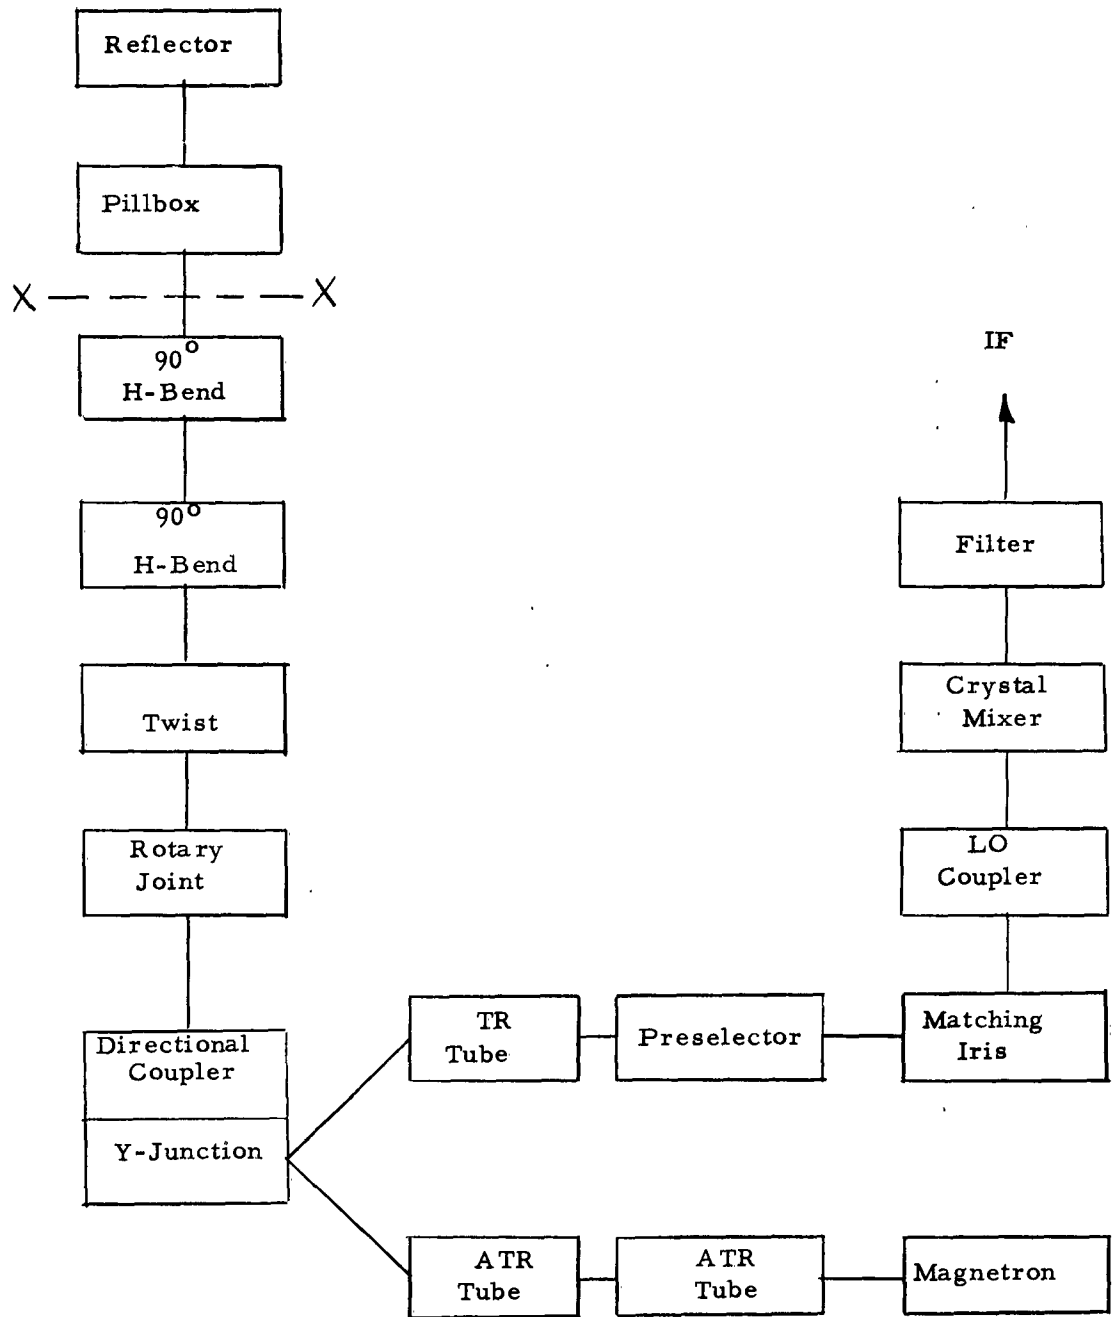 Reflector
Pillbox
X X
90°
H-Bend
90°
H-Bend
Twist
Rotary
Joint
Directional
Coupler
Y-Junction
TR
Tube
Preselector
Matching
Iris
LO
Coupler
Crystal
Mixer
Filter
IF
ATR
Tube
ATR
Tube
Magnetron